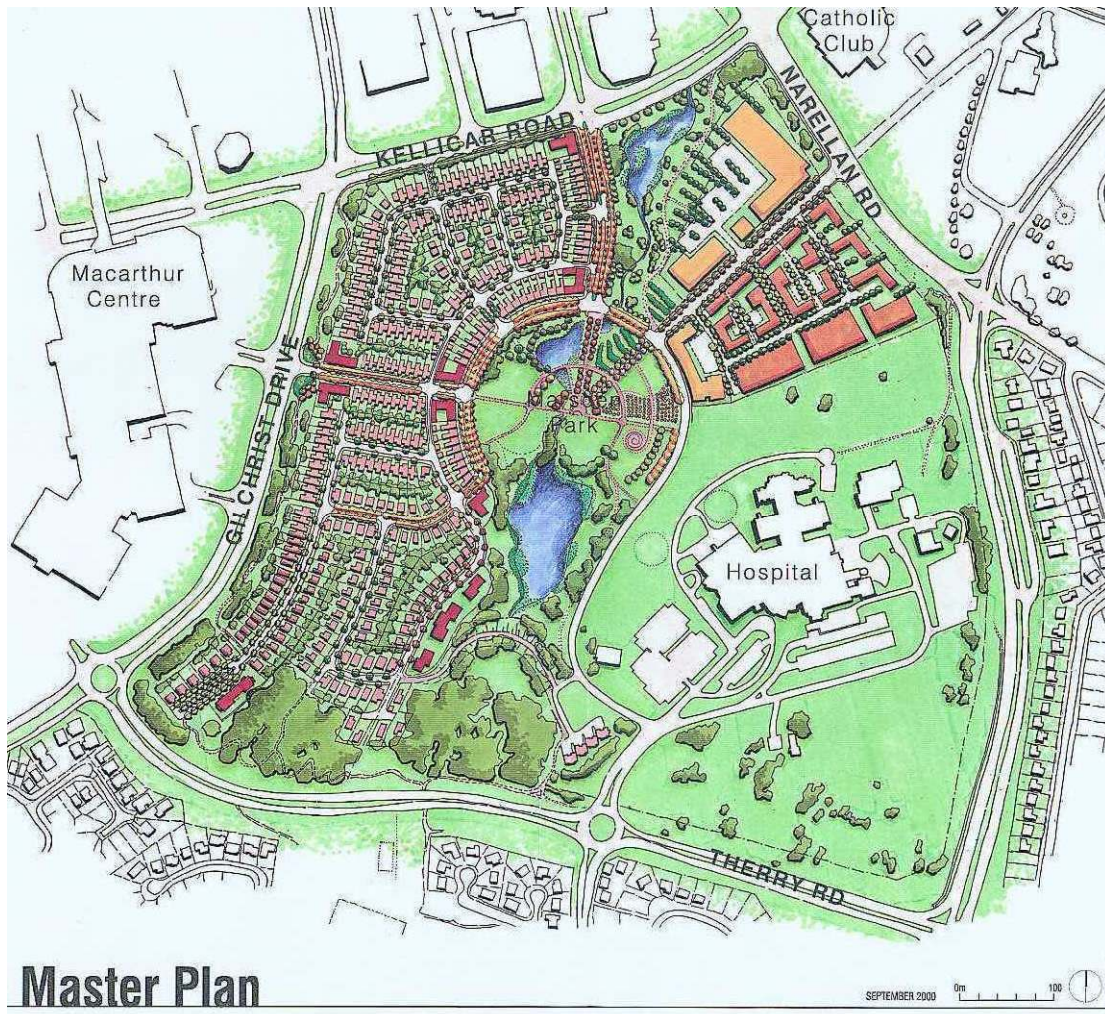 Catholic
Club
NARELLAN RD
KELLICAR ROAD
Macarthur
Centre
GILCHRIST DRIVE
Park
Hospital
THERRY RD
Master Plan
SEPTEMBER 2000
0m 100